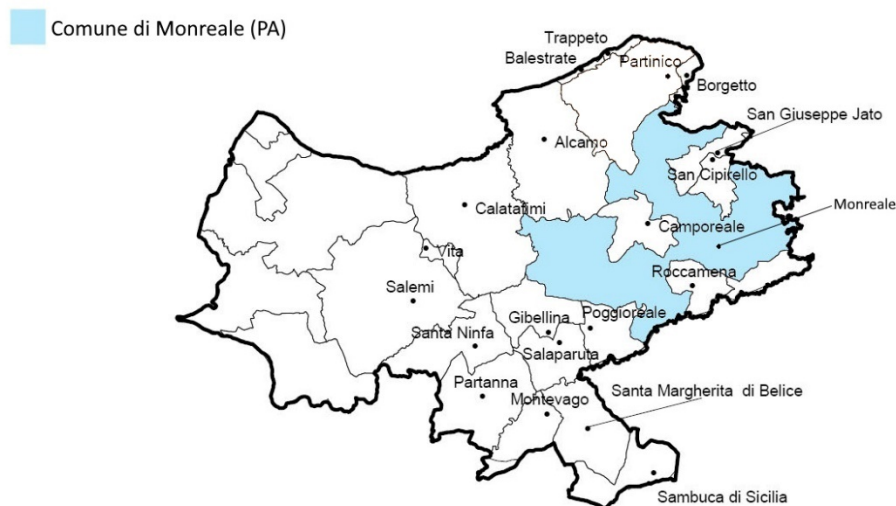 Comune di Monreale (PA)
Trappeto
Balestrate
Partinico
Borgetto
San Giuseppe Jato
Alcamo
San Cipirello
Calatafimi
Monreale
Camporeale
Vita
Roccamena
Salemi
Gibellina
Poggioreale
Santa Ninfa
Salaparuta
Partanna
Santa Margherita di Belice
Montevago
Sambuca di Sicilia